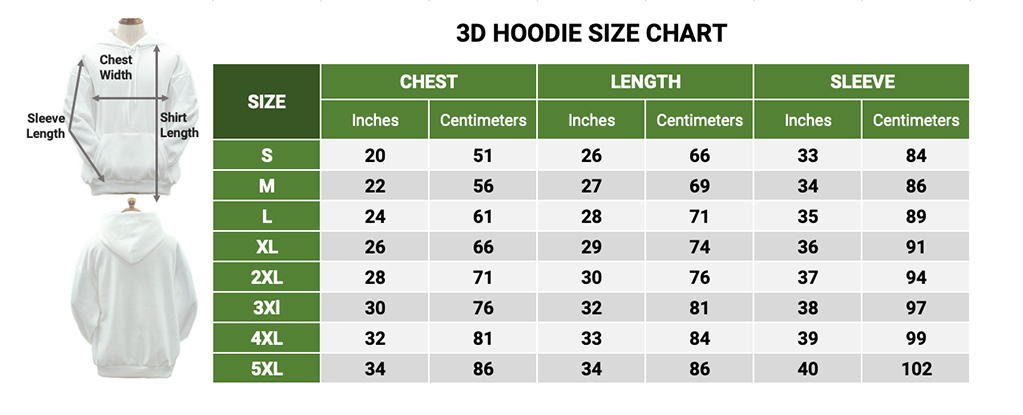 3D HOODIE SIZE CHART
Chest
Width
Sleeve
Length
Shirt
Length
SIZE CHEST LENGTH SLEEVE
Inches Centimeters Inches Centimeters Inches Centimeters
S 20 51 26 66 33 84
M 22 56 27 69 34 86
L 24 61 28 71 35 89
XL 26 66 29 74 36 91
2XL 28 71 30 76 37 94
3Xl 30 76 32 81 38 97
4XL 32 81 33 84 39 99
5XL 34 86 34 86 40 102